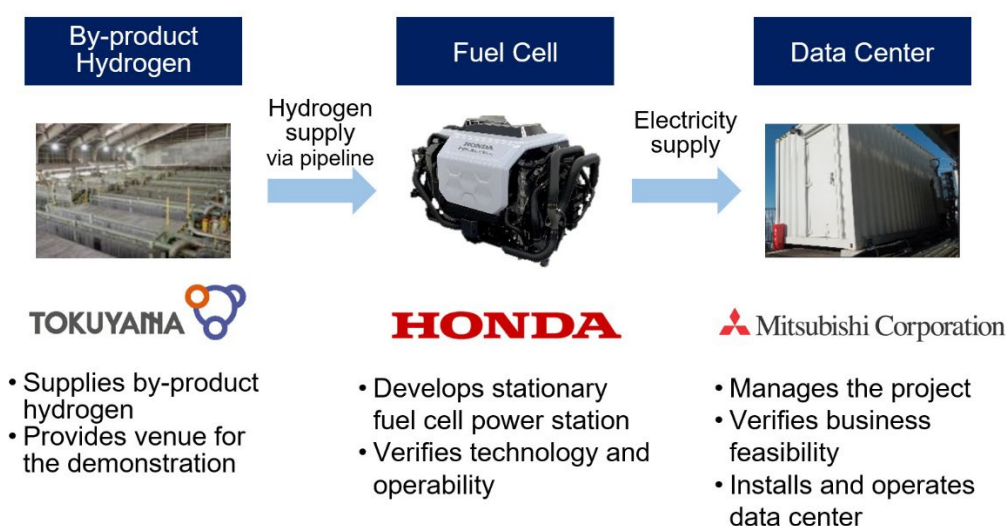 By-product
Hydrogen
Hydrogen
supply
via pipeline
Fuel Cell
HONDA
Electricity
supply
Data Center
TOKUYAMA
HONDA
Mitsubishi Corporation
• Supplies by-product
hydrogen
• Provides venue for
the demonstration
• Develops stationary
fuel cell power station
• Verifies technology and
operability
• Manages the project
• Verifies business
feasibility
• Installs and operates
data center